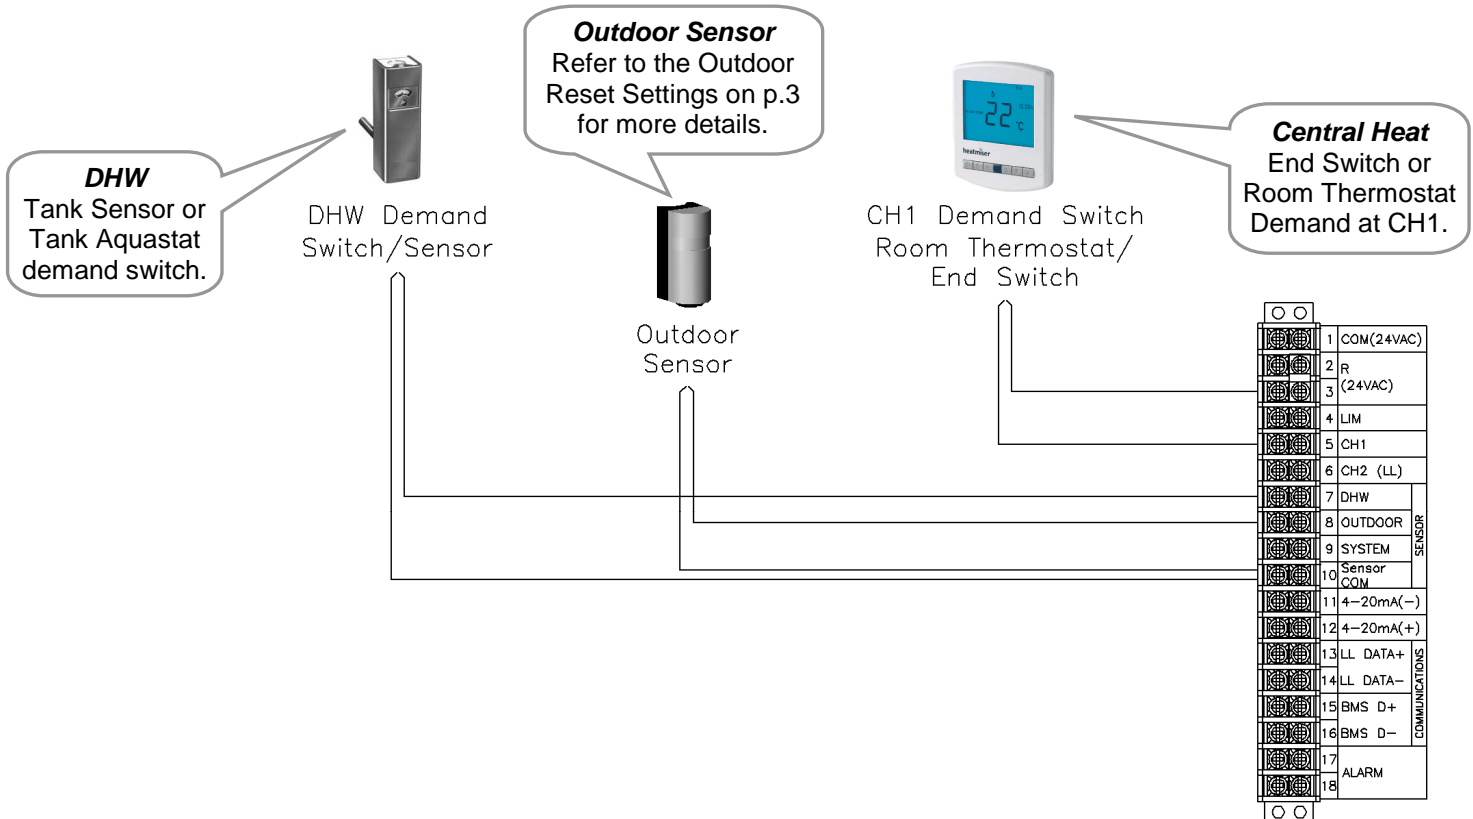 Outdoor Sensor
Refer to the Outdoor
Reset Settings on p.3
for more details.
DHW
Tank Sensor or
Tank Aquastat
demand switch.
22
°C
heatmiser
Central Heat
End Switch or
Room Thermostat
Demand at CH1.
DHW Demand
Switch/Sensor
CH1 Demand Switch
Room Thermostat/
End Switch
Outdoor
Sensor
1 COM(24VAC)
2 R
3 (24VAC)
4 LIM
5 CH1
6 CH2 (LL)
7 DHW
8 OUTDOOR
9 SYSTEM
10 Sensor
COM
SENSOR
11 4-20mA(-)
12 4-20mA(+)
13 LL DATA+
14 LL DATA-
15 BMS D+
16 BMS D-
COMMUNICATIONS
17
ALARM
18